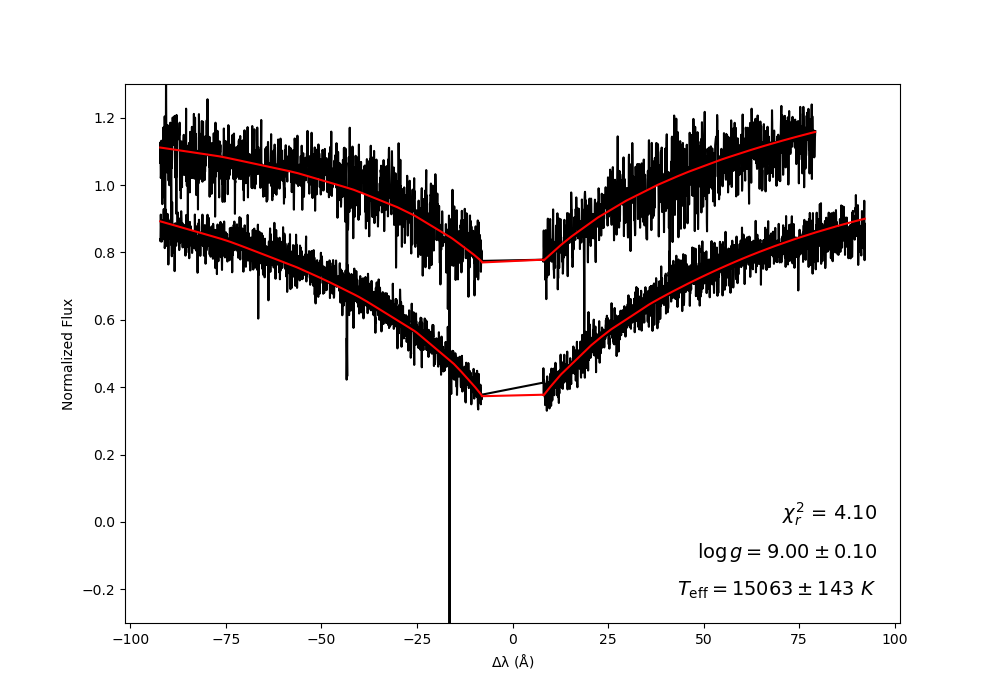 1.2
1.0
0.8
0.6
0.4
0.2
0.0
−0.2
Normalized Flux
χ²ᵣ = 4.10
log g = 9.00 ± 0.10
T_eff = 15063 ± 143 K
−100 −75 −50 −25 0 25 50 75 100
Δλ (Å)